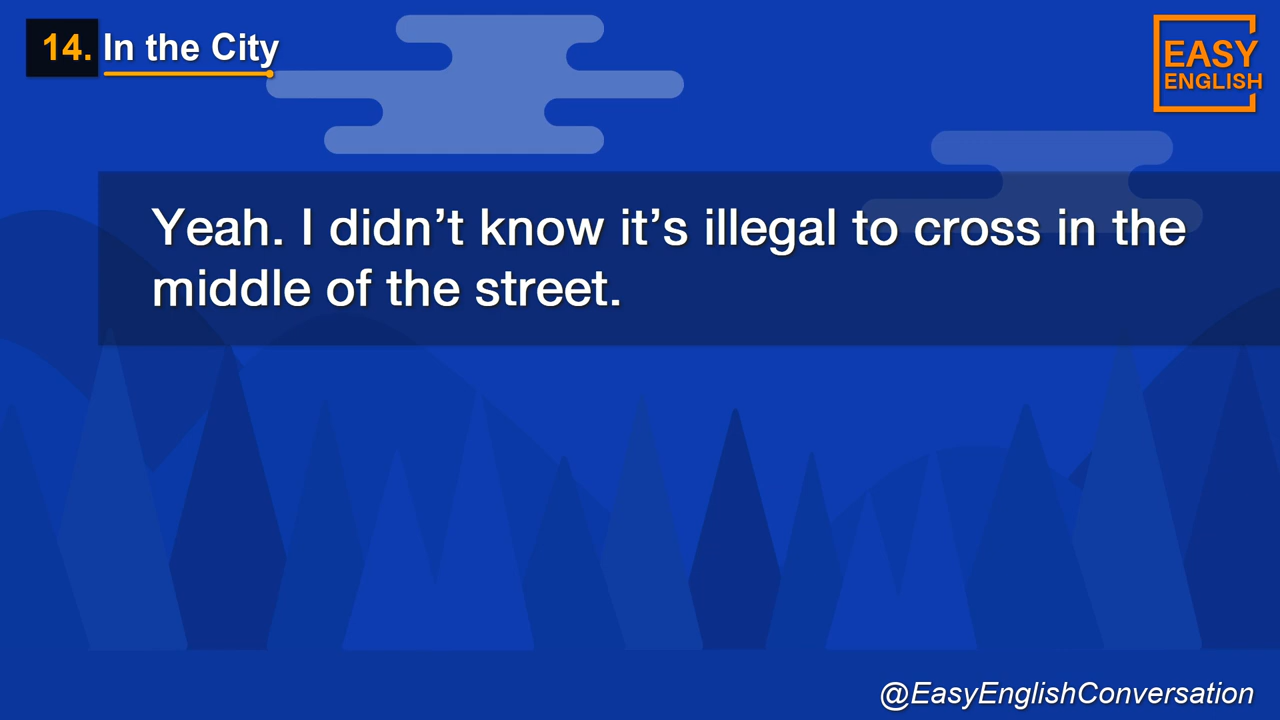 14. In the City
EASY
ENGLISH
Yeah. I didn’t know it’s illegal to cross in the
middle of the street.
@EasyEnglishConversation